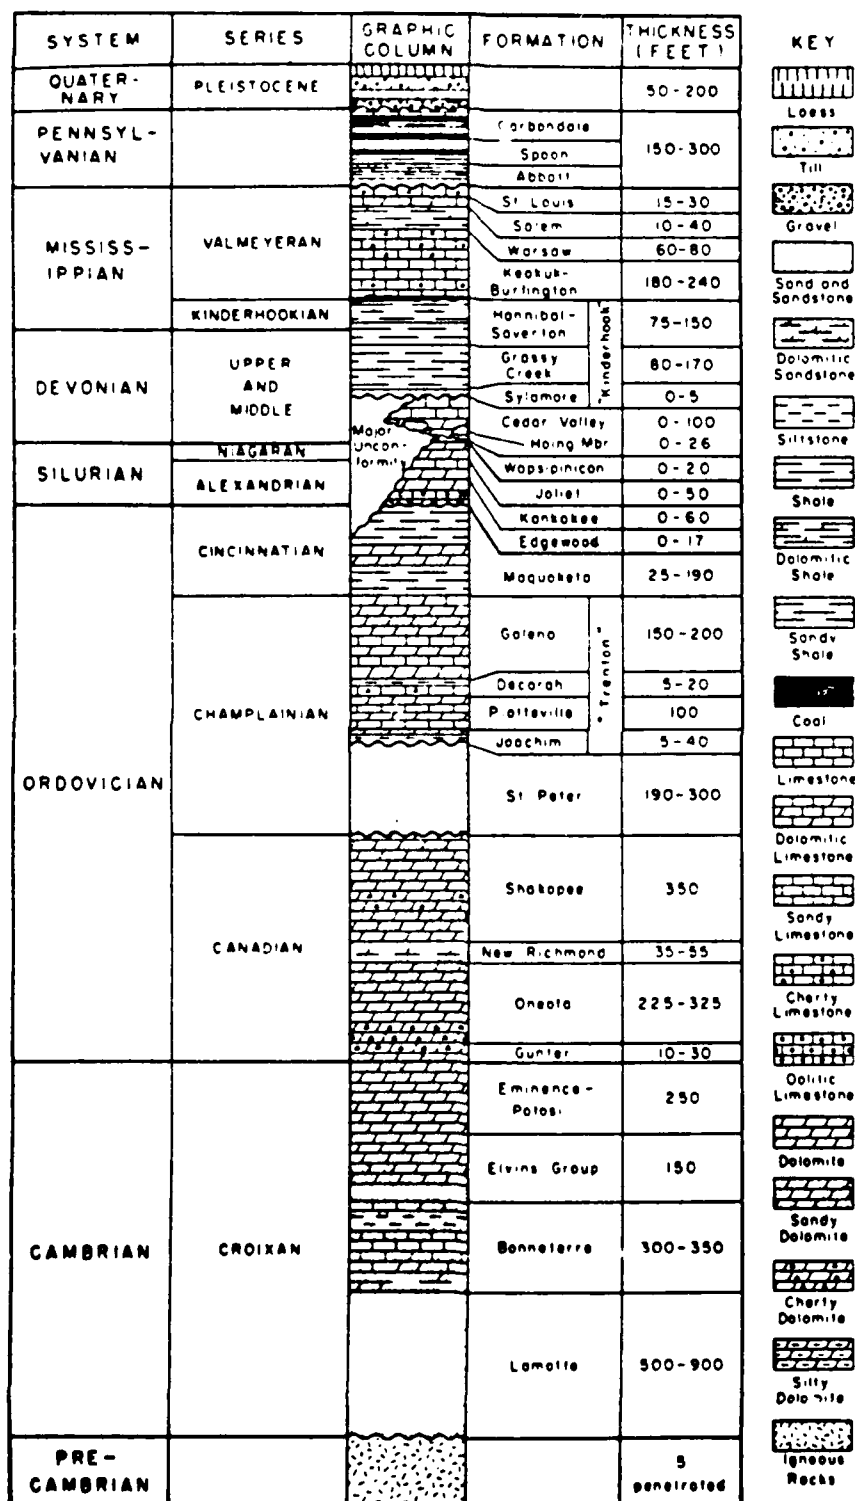 SYSTEM
SERIES
GRAPHIC
COLUMN
FORMATION
THICKNESS
(FEET)
QUATER-
NARY
PLEISTOCENE
50-200
PENNSYL-
VANIAN
Carbondale
Spoon
Abbott
150-300
MISSISS-
IPPIAN
VALMEYERAN
St. Louis
15-30
Salem
10-40
Warsaw
60-80
Keokuk-
Burlington
180-240
KINDERHOOKIAN
Hannibal-
Saverton
75-150
"Kinderhook"
DEVONIAN
UPPER
AND
MIDDLE
Grassy
Creek
80-170
Sylamore
0-5
Major
Uncon-
formity
Cedar Valley
0-100
Hoing Mbr
0-26
Wapsipinicon
0-20
SILURIAN
NIAGARAN
ALEXANDRIAN
Joliet
0-50
Kankakee
0-60
Edgewood
0-17
ORDOVICIAN
CINCINNATIAN
Maquoketa
25-190
CHAMPLAINIAN
Galena
150-200
"Trenton"
Decorah
5-20
Platteville
100
Joachim
5-40
St Peter
190-300
CANADIAN
Shakopee
350
New Richmond
35-55
Oneota
225-325
Gunter
10-30
CAMBRIAN
CROIXAN
Eminence-
Potosi
250
Elvins Group
150
Bonneterre
300-350
Lamotte
500-900
PRE-
CAMBRIAN
5
penetrated
KEY
Loess
Till
Gravel
Sand and
Sandstone
Dolomitic
Sandstone
Siltstone
Shale
Dolomitic
Shale
Sandy
Shale
Coal
Limestone
Dolomitic
Limestone
Sandy
Limestone
Cherty
Limestone
Oolitic
Limestone
Dolomite
Sandy
Dolomite
Cherty
Dolomite
Silty
Dolomite
Igneous
Rocks